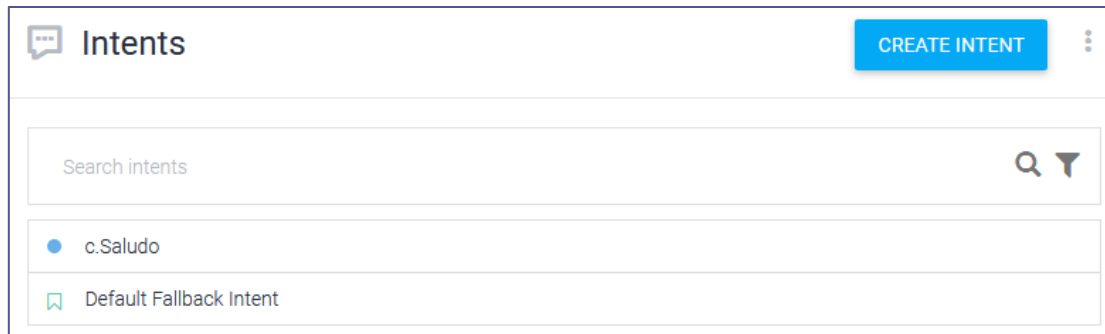 Intents
CREATE INTENT
Search intents
c.Saludo
Default Fallback Intent